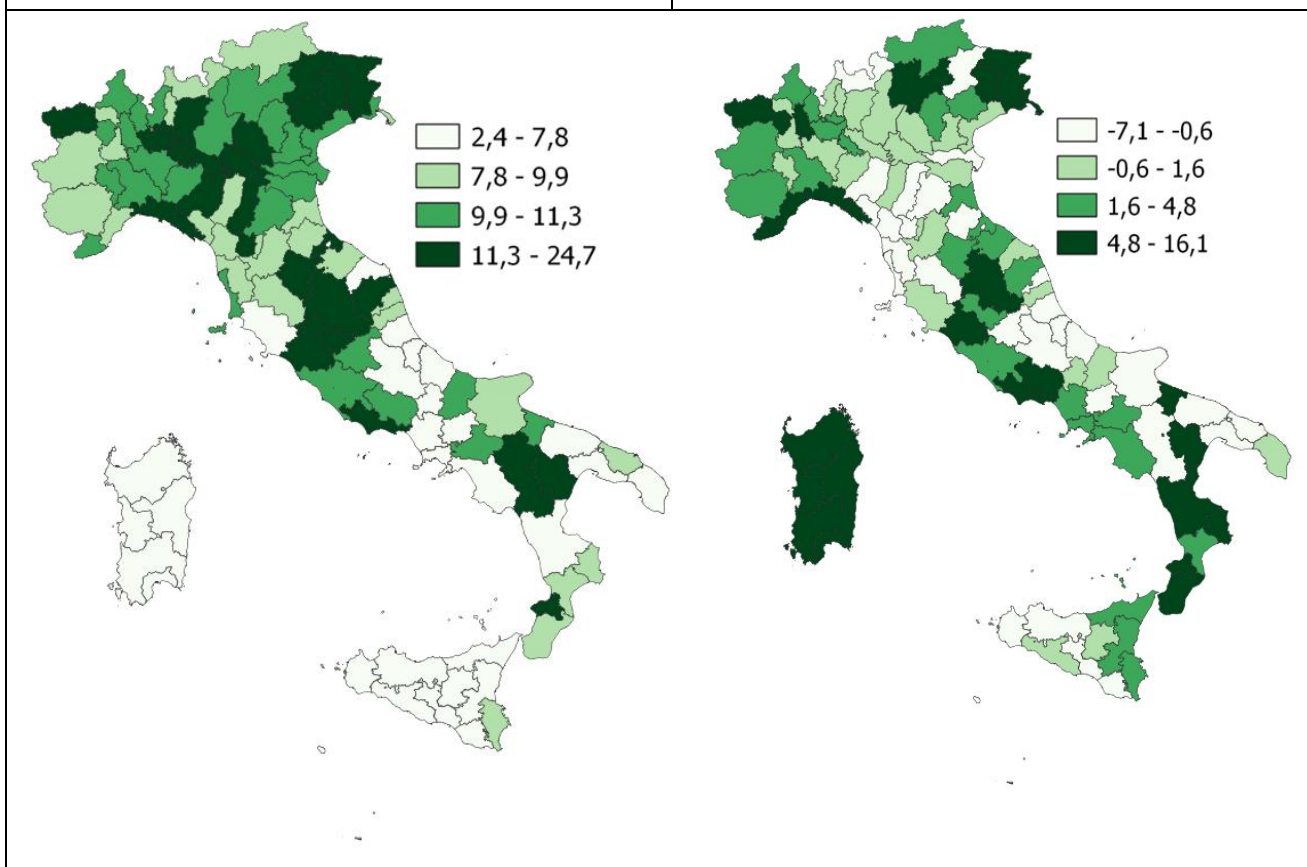 2,4 - 7,8
7,8 - 9,9
9,9 - 11,3
11,3 - 24,7
-7,1 - -0,6
-0,6 - 1,6
1,6 - 4,8
4,8 - 16,1